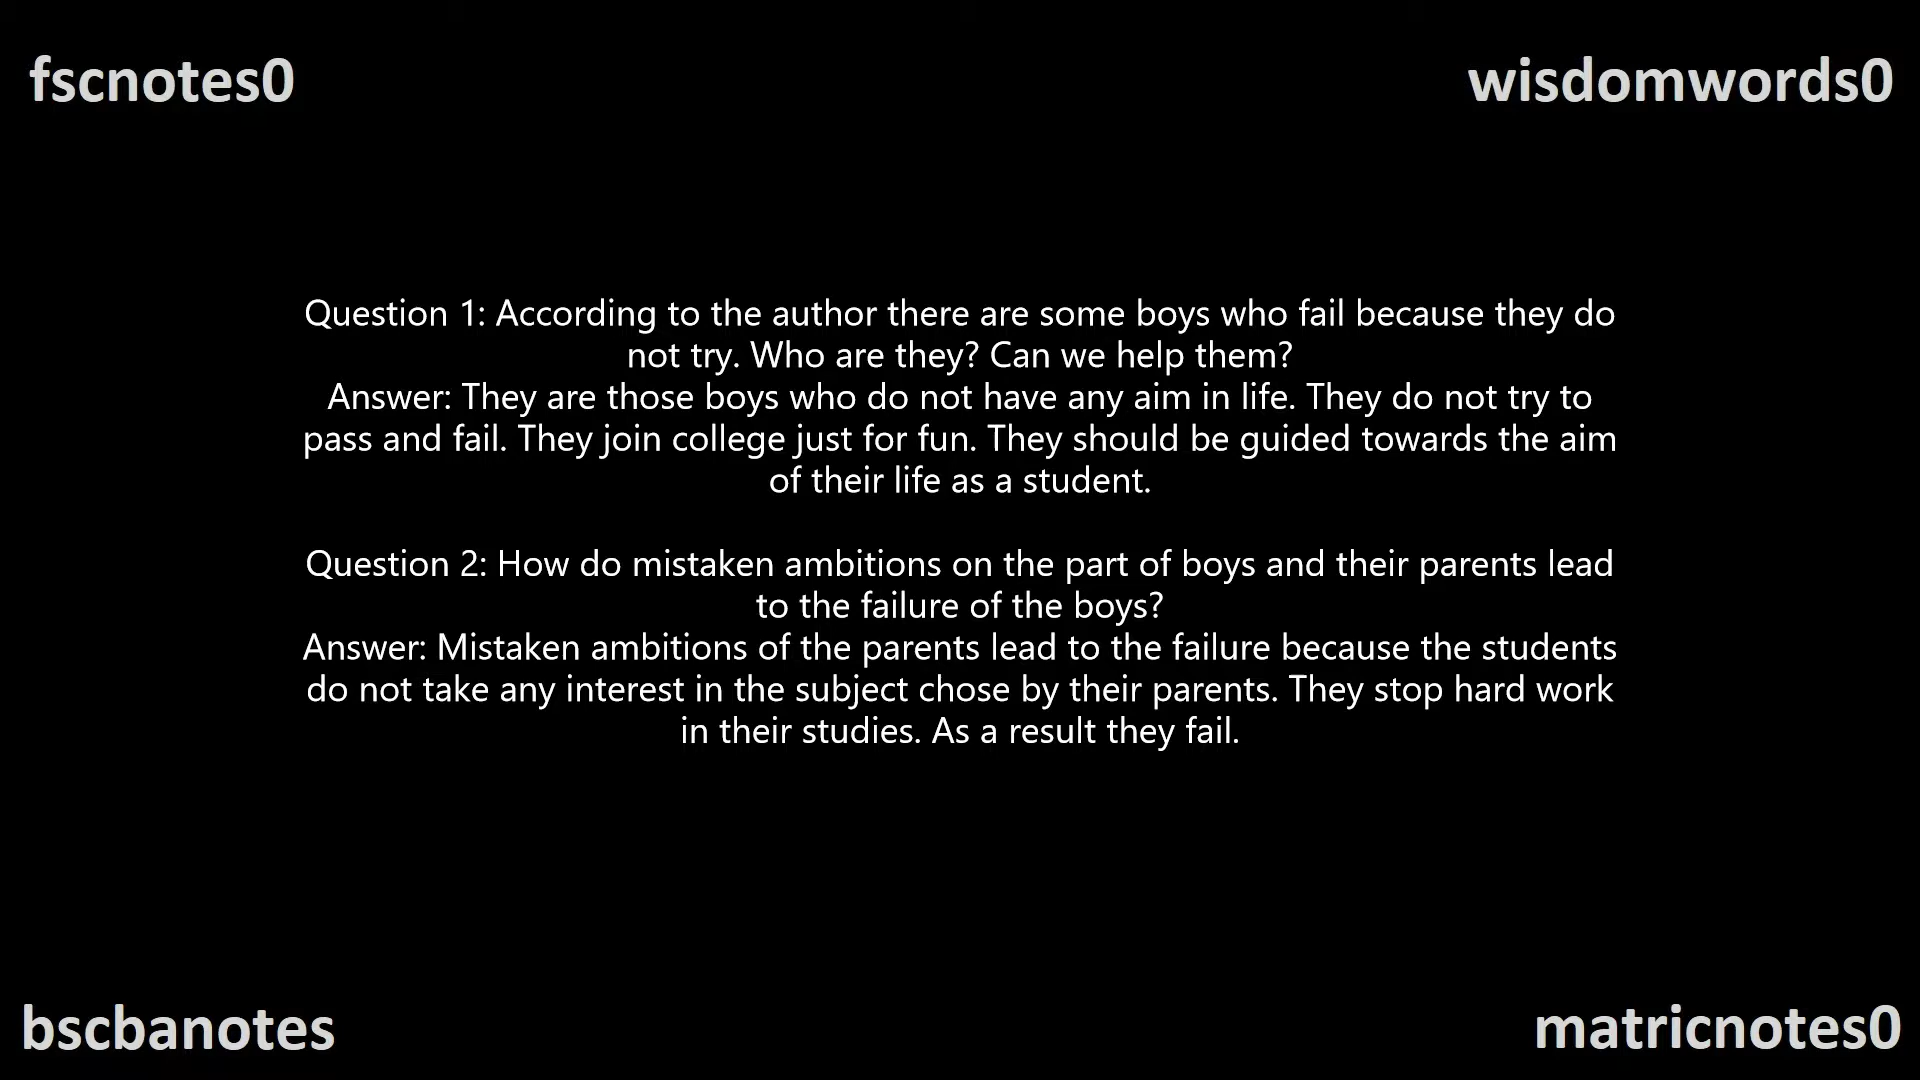 fscnotes0
wisdomwords0
Question 1: According to the author there are some boys who fail because they do
not try. Who are they? Can we help them?
Answer: They are those boys who do not have any aim in life. They do not try to
pass and fail. They join college just for fun. They should be guided towards the aim
of their life as a student.
Question 2: How do mistaken ambitions on the part of boys and their parents lead
to the failure of the boys?
Answer: Mistaken ambitions of the parents lead to the failure because the students
do not take any interest in the subject chose by their parents. They stop hard work
in their studies. As a result they fail.
bscbanotes
matricnotes0